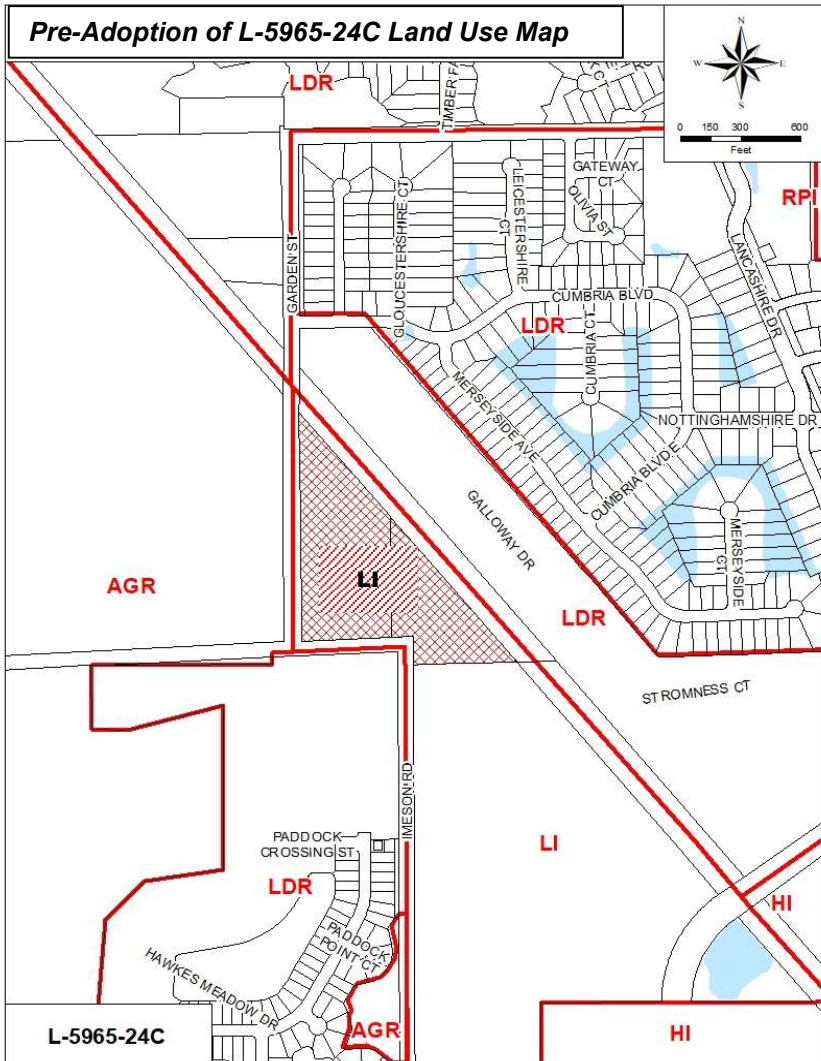 Pre-Adoption of L-5965-24C Land Use Map
N
W
E
S
0 150 300 600
Feet
LDR
TIMBER FA
K CT
GATEWAY
CT
RPI
OLIVIA ST
LEICESTERSHIRE
CT
GLOUCESTERSHIRE CT
GARDEN ST
LANCASHIRE DR
CUMBRIA BLVD
LDR
CUMBRIA CT
MERSEYSIDE AVE
NOTTINGHAMSHIRE DR
CUMBRIA BLVD E
GALLOWAY DR
MERSEYSIDE
CT
LI
AGR
LDR
STROMNESS CT
IMESON RD
PADDOCK
CROSSING ST
LI
LDR
HI
PADDOCK
POINT CT
HAWKES MEADOW DR
AGR
HI
L-5965-24C